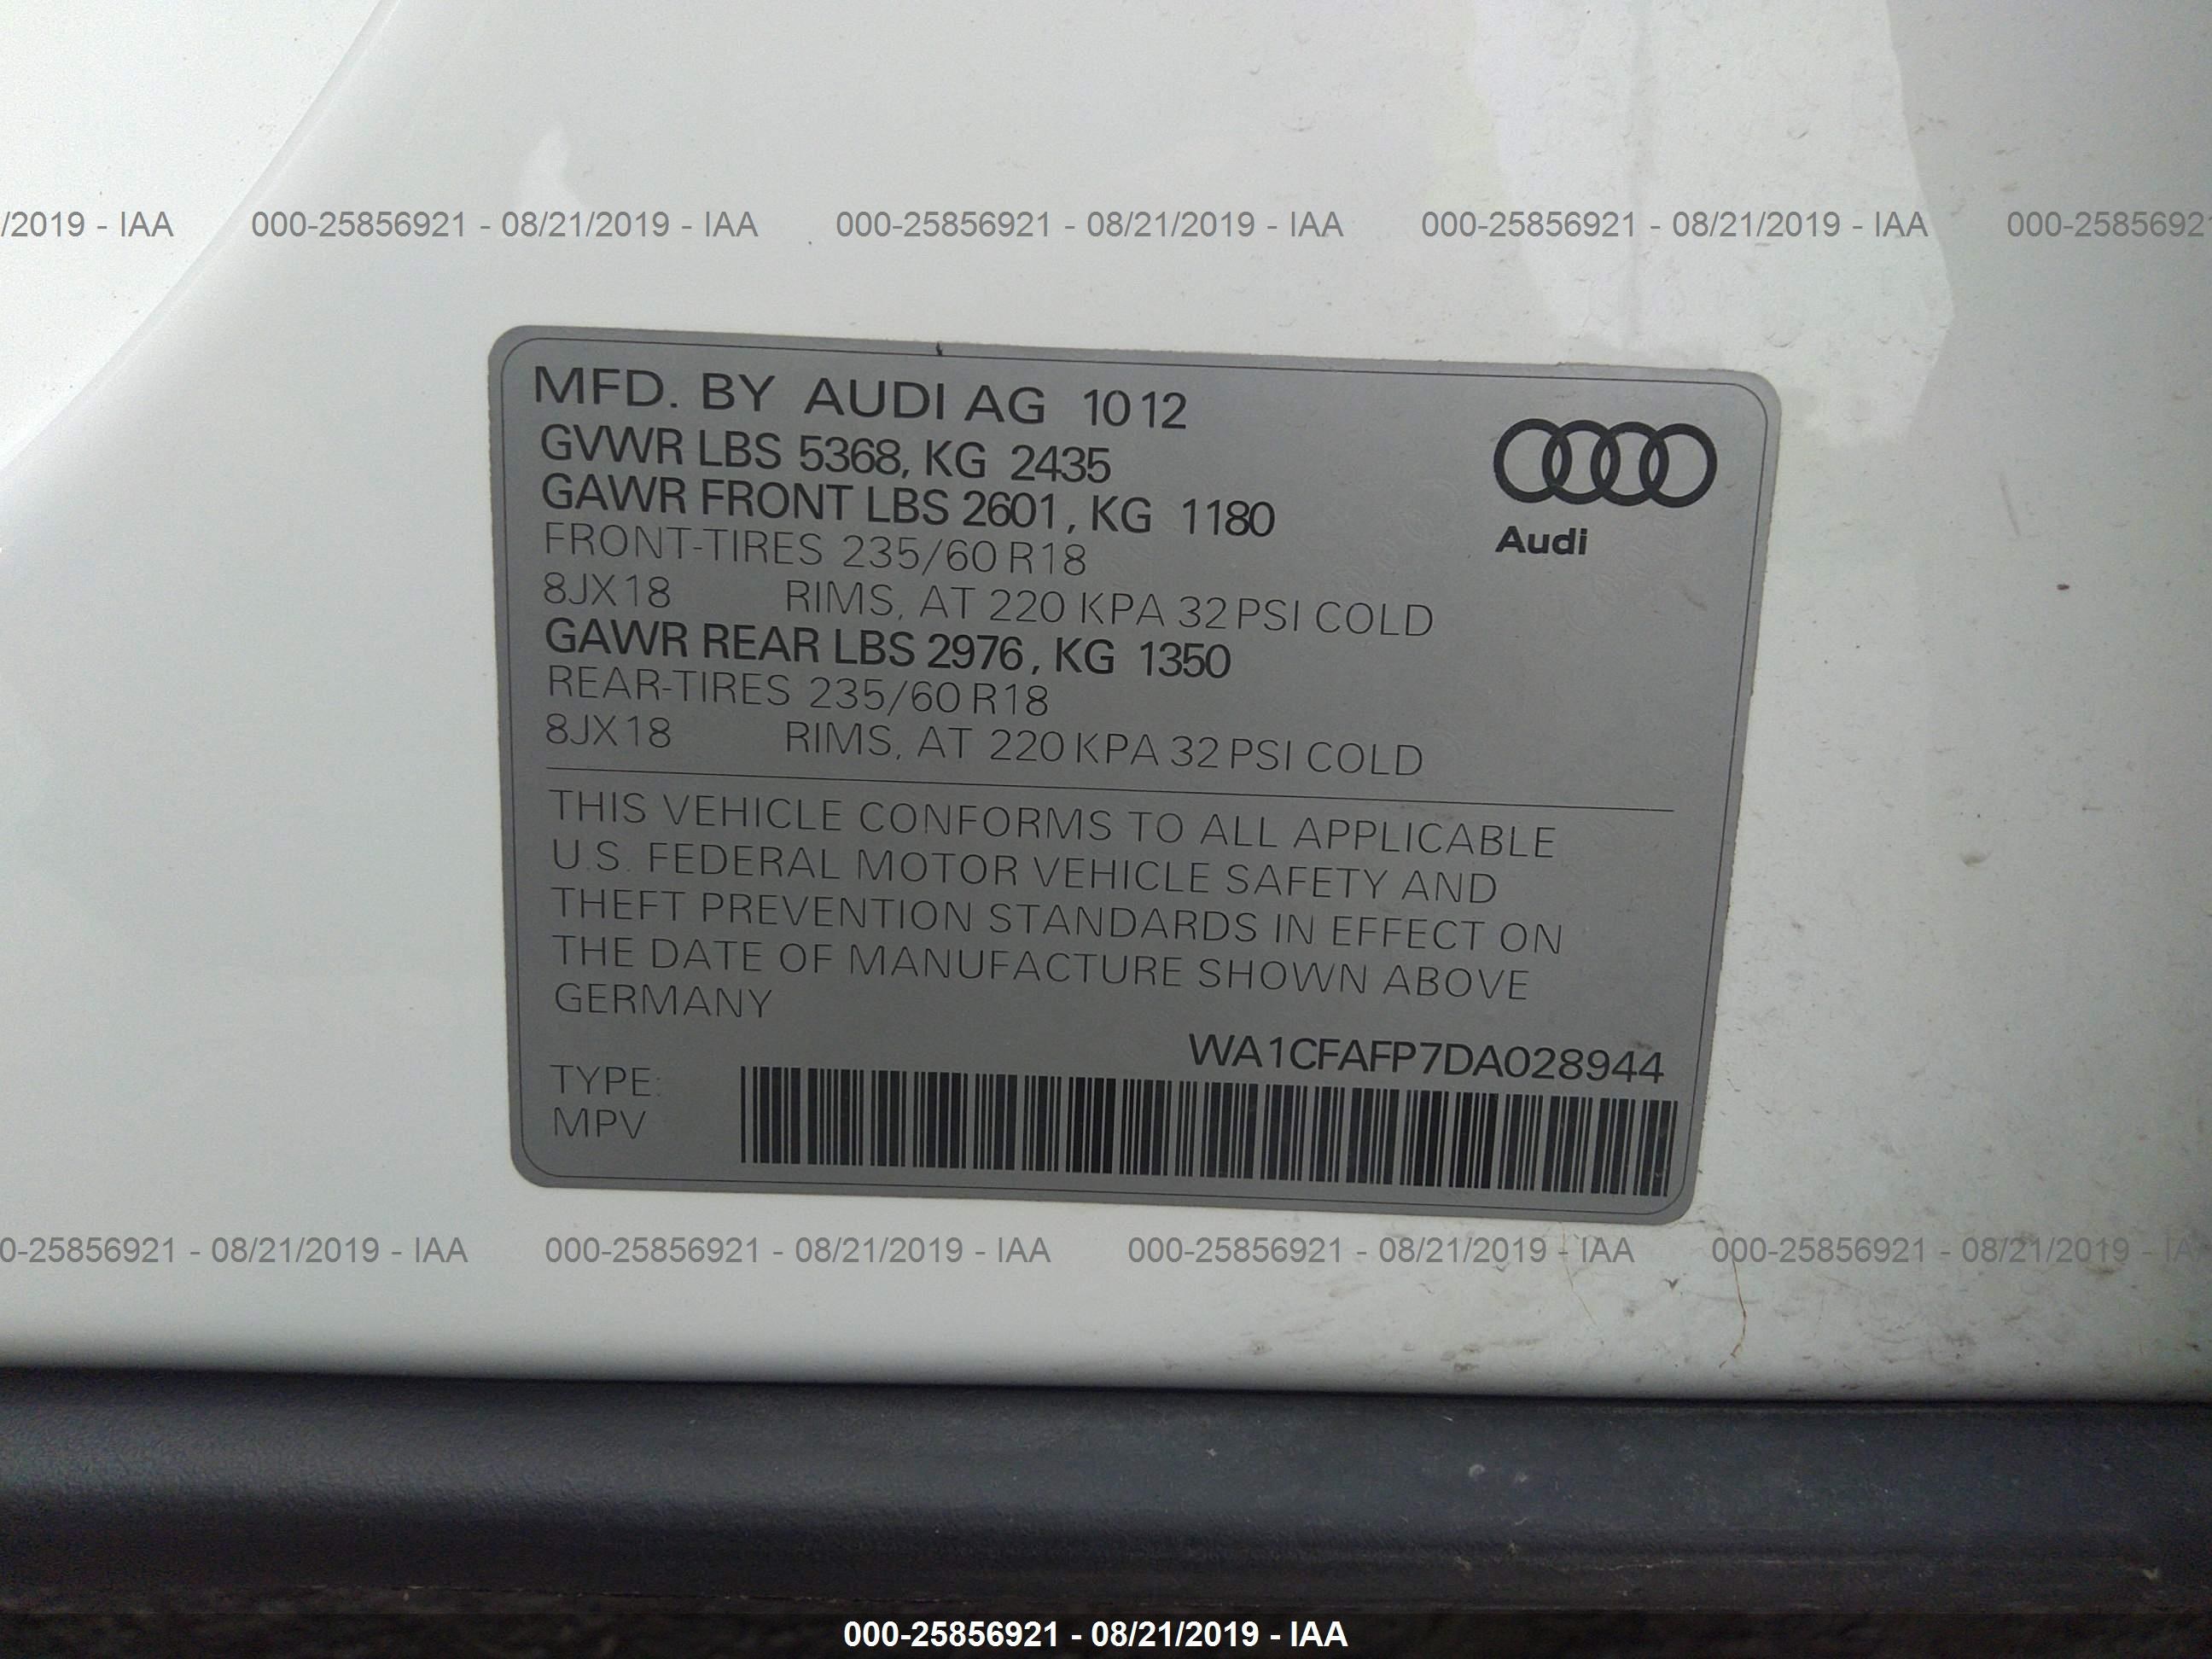 /2019 - IAA 000-25856921 - 08/21/2019 - IAA 000-25856921 - 08/21/2019 - IAA 000-25856921 - 08/21/2019 - IAA 000-2585692
MFD. BY AUDI AG 10 12
GVWR LBS 5368, KG 2435
GAWR FRONT LBS 2601, KG 1180
FRONT-TIRES 235/60 R18
8JX18 RIMS, AT 220 KPA 32 PSI COLD
GAWR REAR LBS 2976, KG 1350
REAR-TIRES 235/60 R18
8JX18 RIMS, AT 220 KPA 32 PSI COLD
Audi
THIS VEHICLE CONFORMS TO ALL APPLICABLE
U.S. FEDERAL MOTOR VEHICLE SAFETY AND
THEFT PREVENTION STANDARDS IN EFFECT ON
THE DATE OF MANUFACTURE SHOWN ABOVE
GERMANY
WA1CFAFP7DA028944
TYPE:
MPV
0-25856921 - 08/21/2019 - IAA 000-25856921 - 08/21/2019 - IAA 000-25856921 - 08/21/2019 - IAA 000-25856921 - 08/21/2019 - IA
000-25856921 - 08/21/2019 - IAA